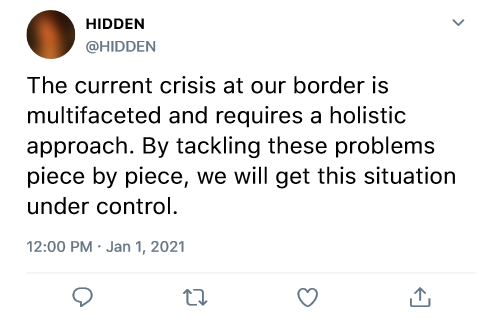 HIDDEN
@HIDDEN
The current crisis at our border is
multifaceted and requires a holistic
approach. By tackling these problems
piece by piece, we will get this situation
under control.
12:00 PM · Jan 1, 2021